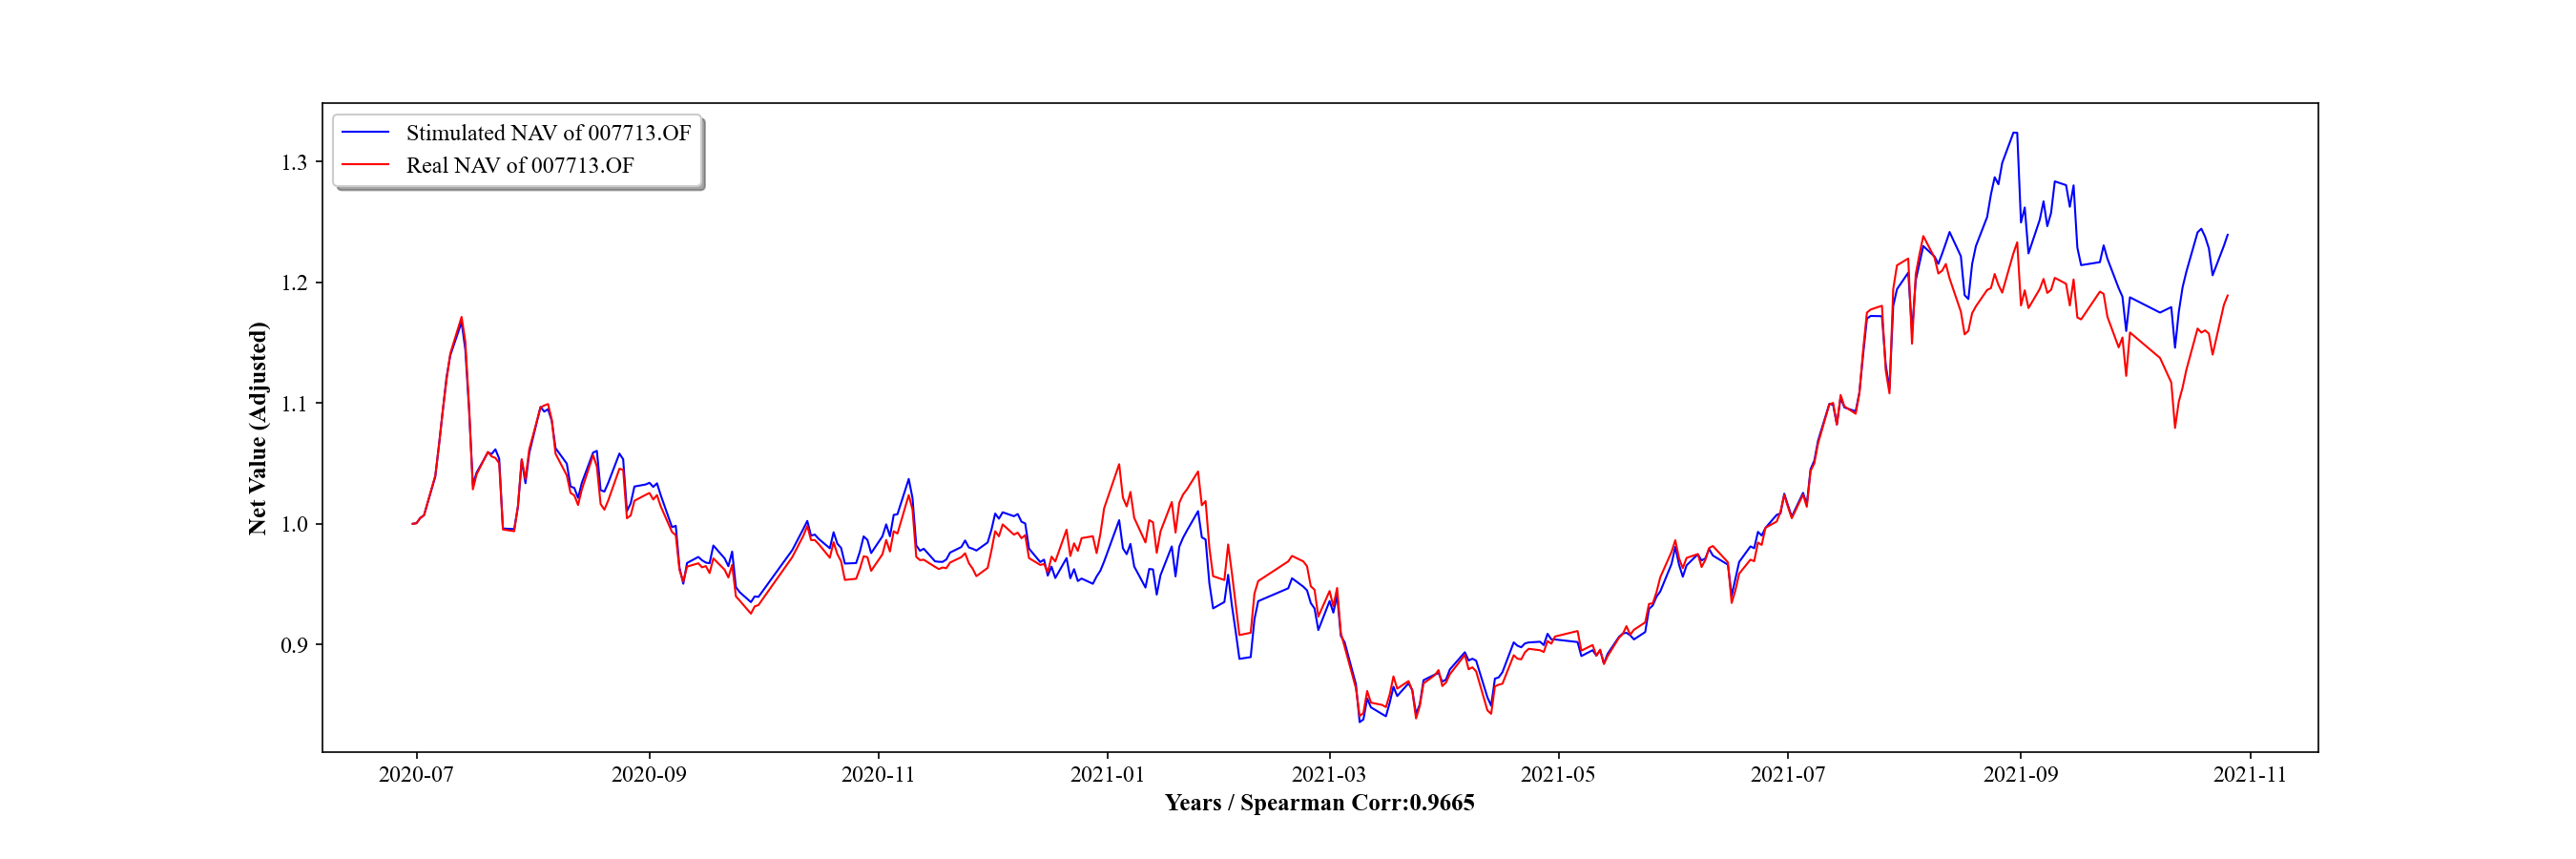 Stimulated NAV of 007713.OF
Real NAV of 007713.OF
Net Value (Adjusted)
1.3
1.2
1.1
1.0
0.9
2020-07 2020-09 2020-11 2021-01 2021-03 2021-05 2021-07 2021-09 2021-11
Years / Spearman Corr:0.9665